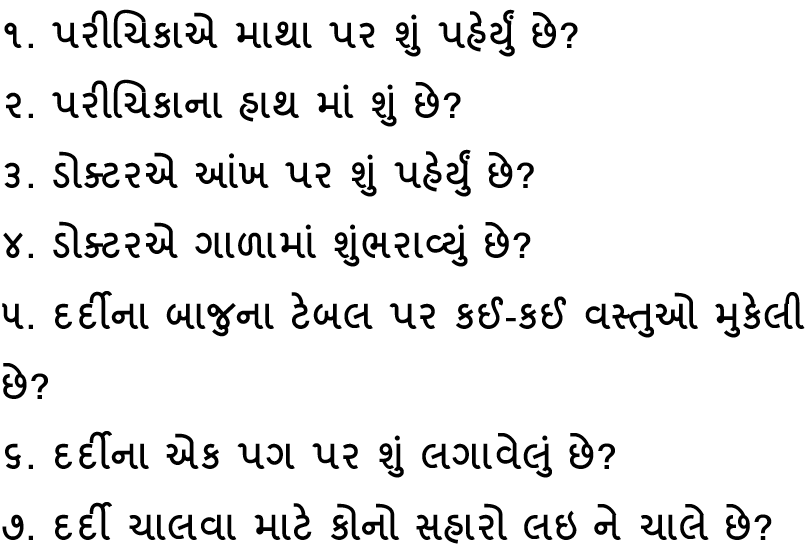 ૧. પરીચિકાએ માથા પર શું પહેર્યું છે?
૨. પરીચિકાના હાથ માં શું છે?
૩. ડોક્ટરએ આંખ પર શું પહેર્યું છે?
૪. ડોક્ટરએ ગાળામાં શુંભરાવ્યું છે?
૫. દર્દીના બાજુના ટેબલ પર કઈ-કઈ વસ્તુઓ મુકેલી
છે?
૬. દર્દીના એક પગ પર શું લગાવેલું છે?
૭. દર્દી ચાલવા માટે કોનો સહારો લઇ ને ચાલે છે?